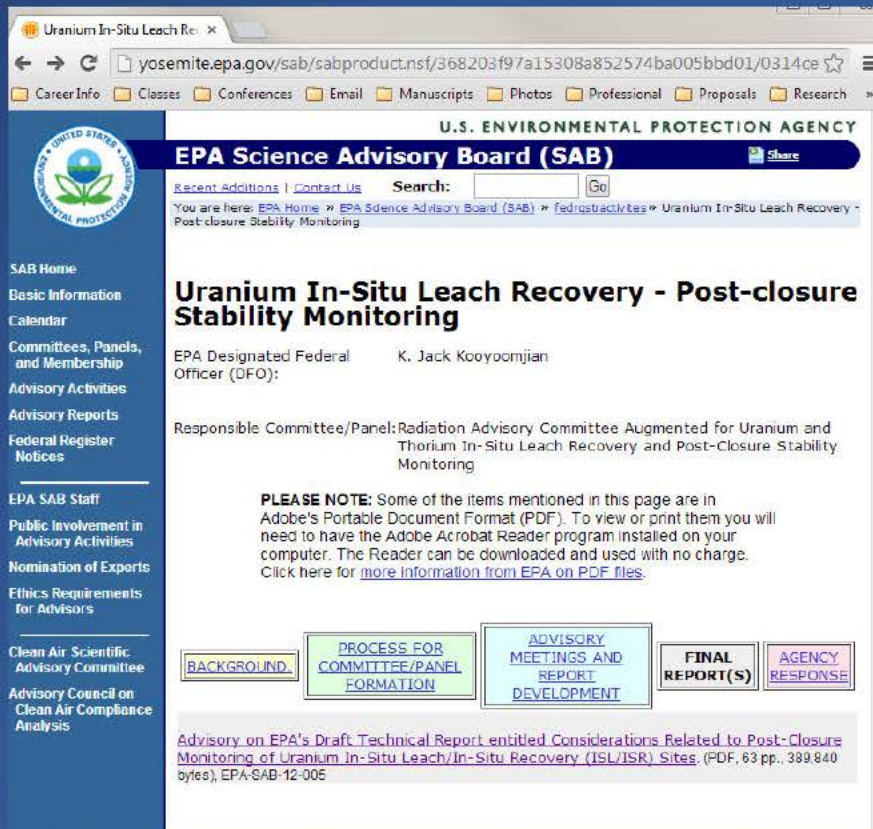 Uranium In-Situ Leach Re
yosemite.epa.gov/sab/sabproduct.nsf/368203f97a15308a852574ba005bbd01/0314ce
Career Info Classes Conferences Email Manuscripts Photos Professional Proposals Research »
U.S. ENVIRONMENTAL PROTECTION AGENCY
EPA Science Advisory Board (SAB) Share
Recent Additions | Contact Us Search: Go
You are here: EPA Home » EPA Science Advisory Board (SAB) » fedrgstractivites » Uranium In-Situ Leach Recovery -
Post-closure Stability Monitoring
UNITED STATES
SAB Home
Basic Information
Calendar
Committees, Panels,
and Membership
Advisory Activities
Advisory Reports
Federal Register
Notices
EPA SAB Staff
Public Involvement in
Advisory Activities
Nomination of Experts
Ethics Requirements
for Advisors
Clean Air Scientific
Advisory Committee
Advisory Council on
Clean Air Compliance
Analysis
Uranium In-Situ Leach Recovery - Post-closure
Stability Monitoring
EPA Designated Federal K. Jack Kooyoomjian
Officer (DFO):
Responsible Committee/Panel: Radiation Advisory Committee Augmented for Uranium and
Thorium In-Situ Leach Recovery and Post-Closure Stability
Monitoring
PLEASE NOTE: Some of the items mentioned in this page are in
Adobe's Portable Document Format (PDF). To view or print them you will
need to have the Adobe Acrobat Reader program installed on your
computer. The Reader can be downloaded and used with no charge.
Click here for more information from EPA on PDF files.
BACKGROUND.
PROCESS FOR
COMMITTEE/PANEL
FORMATION
ADVISORY
MEETINGS AND
REPORT
DEVELOPMENT
FINAL
REPORT(S)
AGENCY
RESPONSE
Advisory on EPA's Draft Technical Report entitled Considerations Related to Post-Closure
Monitoring of Uranium In-Situ Leach/In-Situ Recovery (ISL/ISR) Sites. (PDF, 63 pp., 389,840
bytes), EPA-SAB-12-005